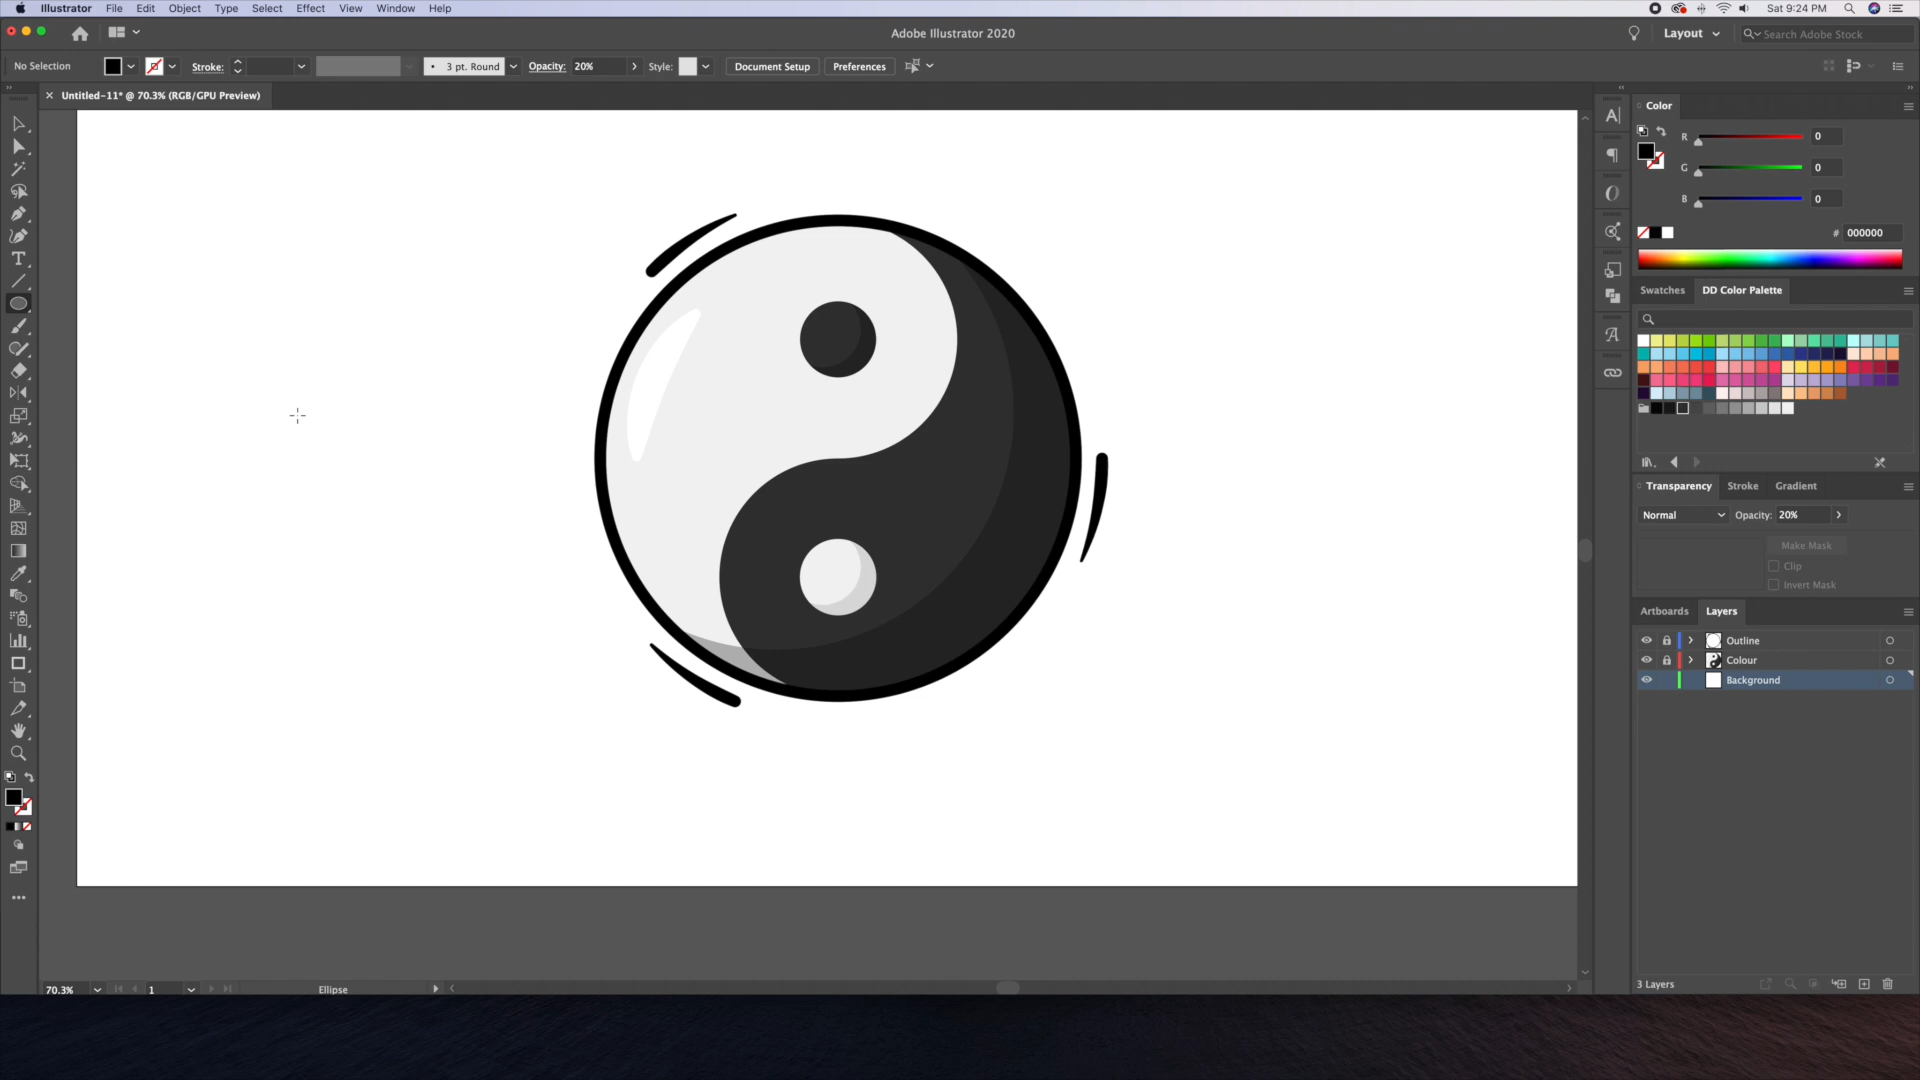 Illustrator File Edit Object Type Select Effect View Window Help
Sat 9:24 PM
Adobe Illustrator 2020
Layout
Search Adobe Stock
No Selection
Stroke:
3 pt. Round
Opacity: 20%
Style:
Document Setup
Preferences
× Untitled-11* @ 70.3% (RGB/GPU Preview)
Color
R 0
G 0
B 0
# 000000
Swatches DD Color Palette
Transparency Stroke Gradient
Normal Opacity: 20%
Make Mask
Clip
Invert Mask
Artboards Layers
Outline
Colour
Background
3 Layers
70.3% 1 Ellipse